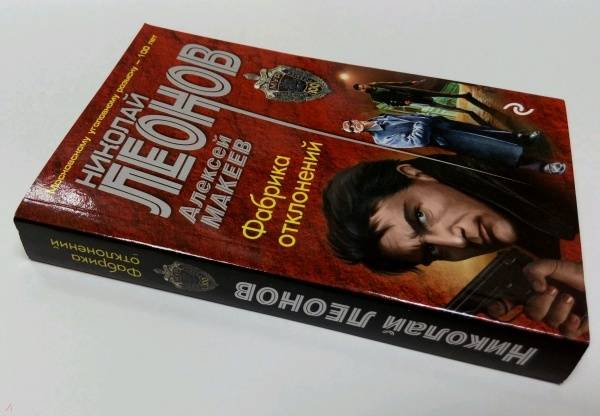 Московскому уголовному розыску – 100 лет
НИКОЛАЙ
ЛЕОНОВ
Алексей
МАКЕЕВ
Фабрика
отклонений
Фабрика
отклонений
Николай ЛЕОНОВ